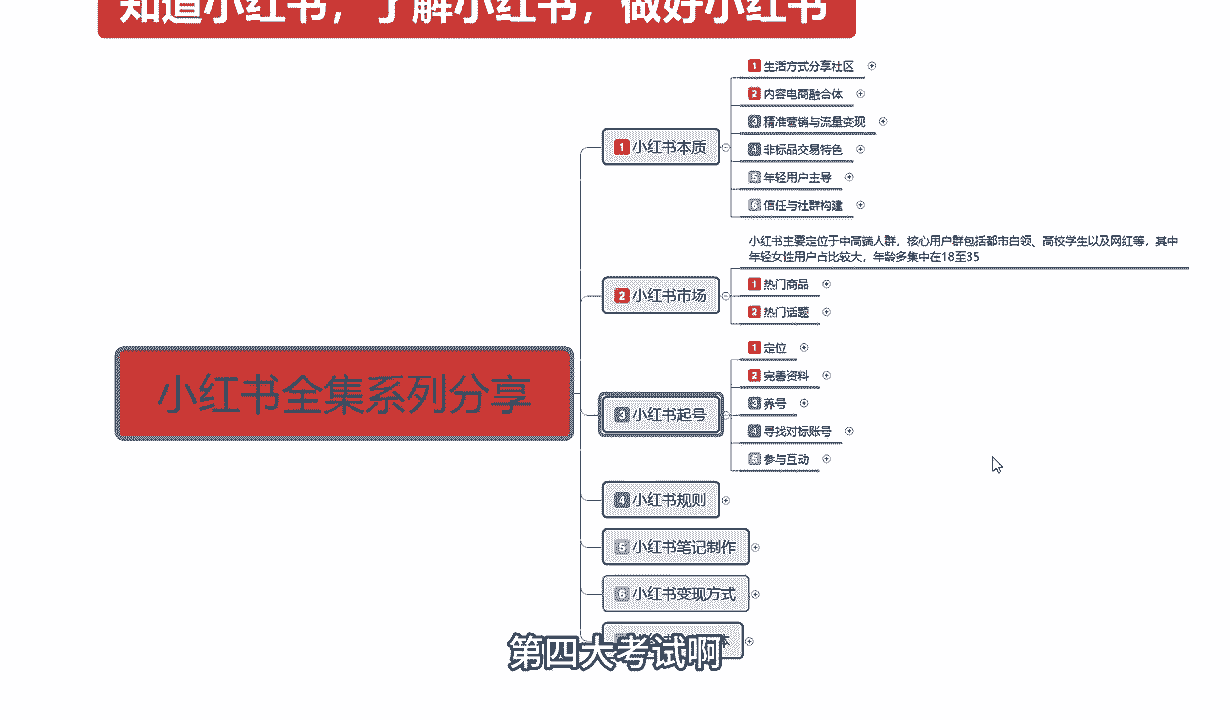 知道小红书，了解小红书，做好小红书
小红书全集系列分享
1 小红书本质
1 生活方式分享社区
2 内容电商融合体
3 精准营销与流量变现
4 非标品交易特色
5 年轻用户主导
6 信任与社群构建
2 小红书市场
小红书主要定位于中高端人群，核心用户群包括都市白领、高校学生以及网红等，其中
年轻女性用户占比较大，年龄多集中在18至35
1 热门商品
2 热门话题
3 小红书起号
1 定位
2 完善资料
3 养号
4 寻找对标账号
5 参与互动
4 小红书规则
5 小红书笔记制作
6 小红书变现方式
第四大考试啊